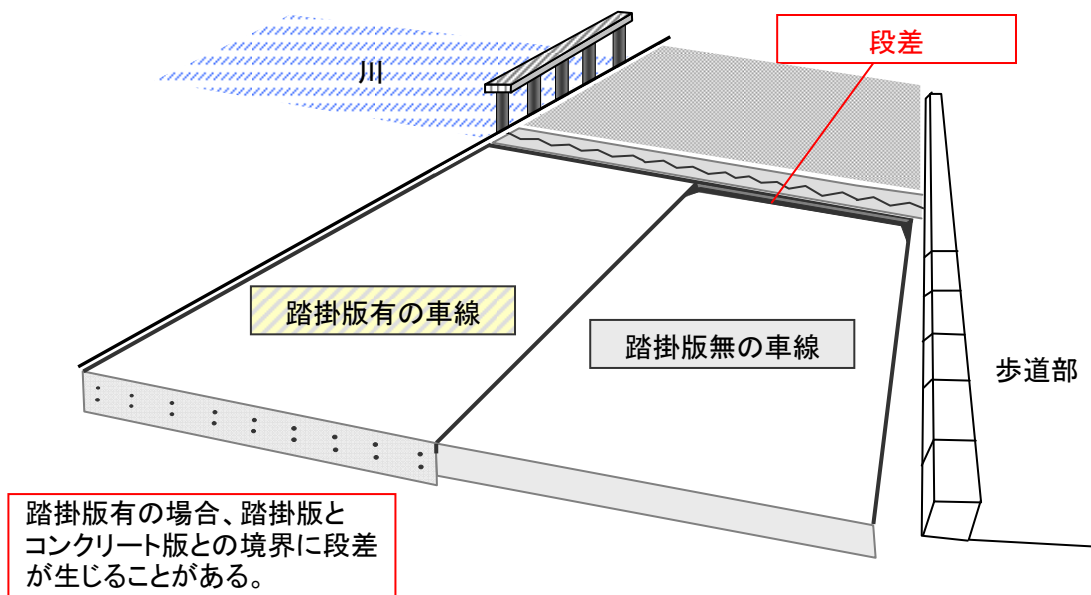 段差
川
踏掛版有の車線
踏掛版無の車線
歩道部
踏掛版有の場合、踏掛版と
コンクリート版との境界に段差
が生じることがある。